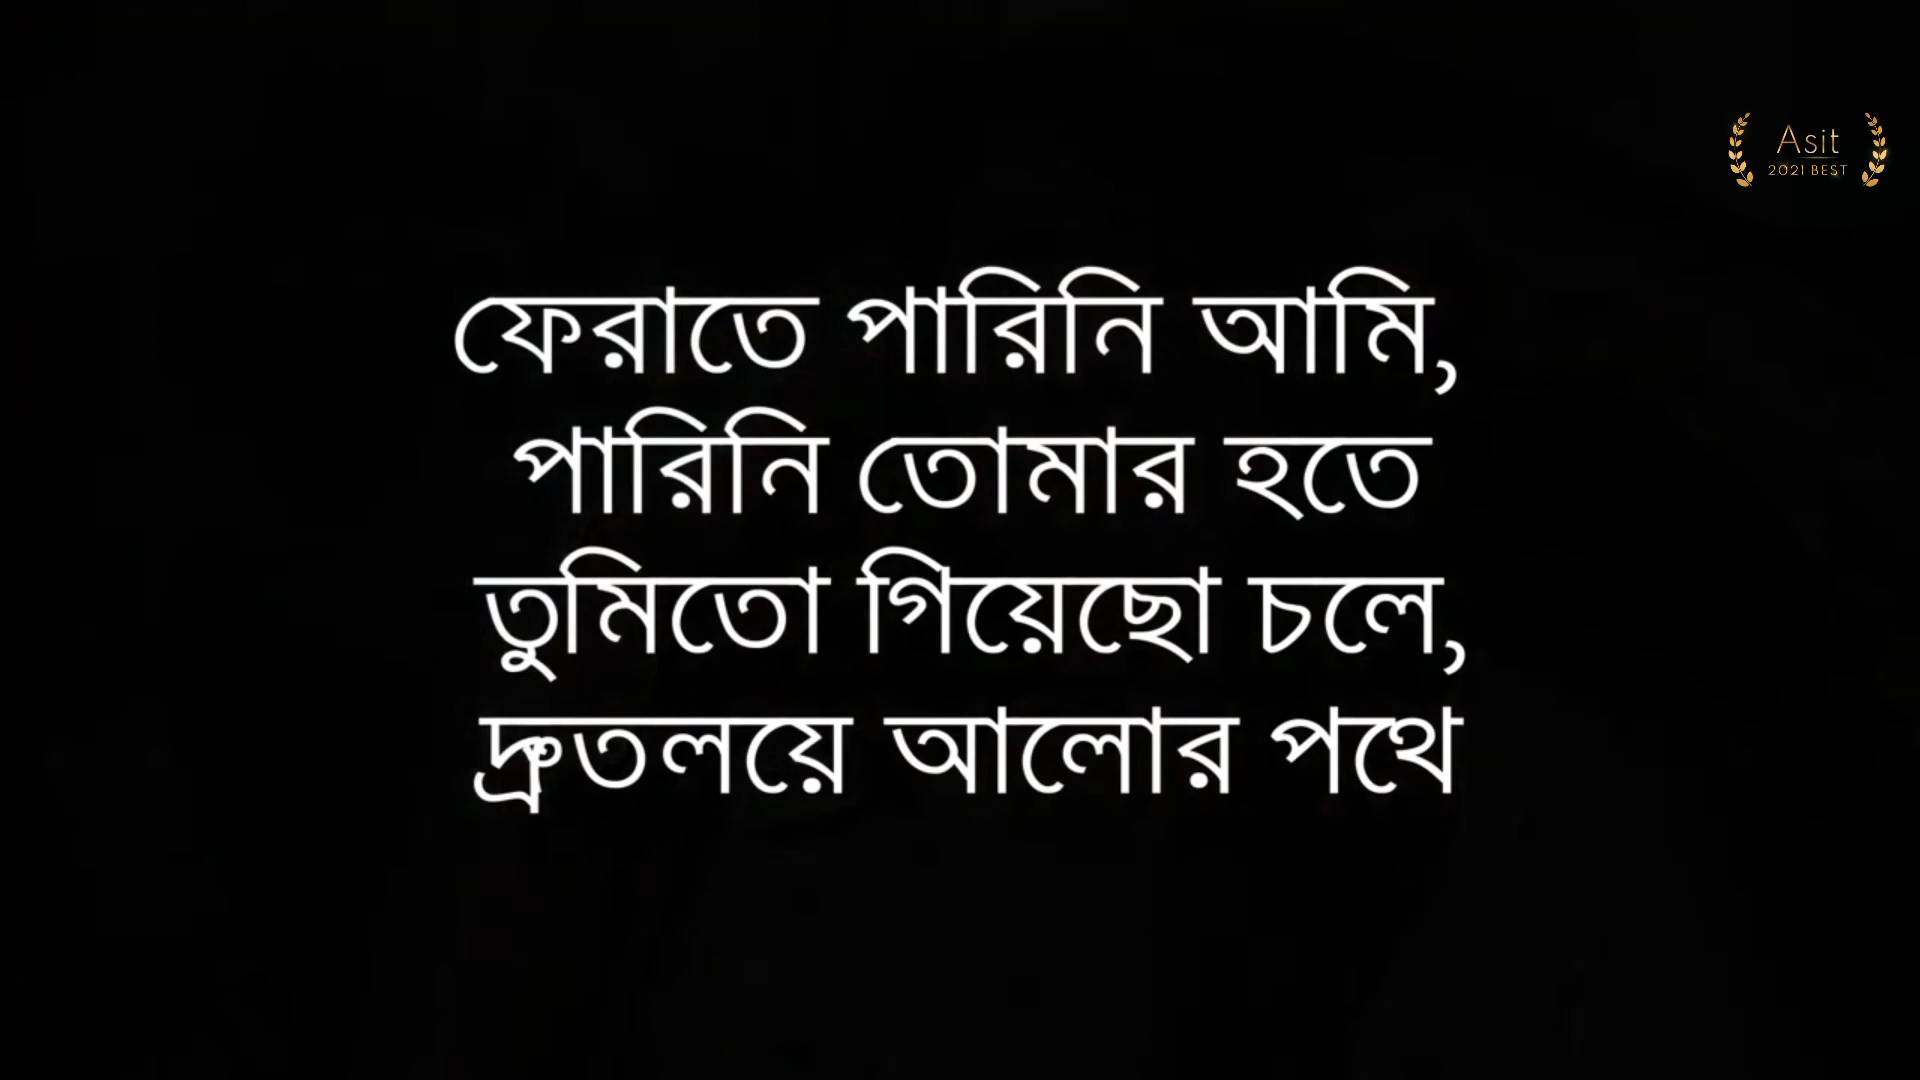 Asit
2021 BEST
ফেরাতে পারিনি আমি,
পারিনি তোমার হতে
তুমিতো গিয়েছো চলে,
দ্রুতলয়ে আলোর পথে